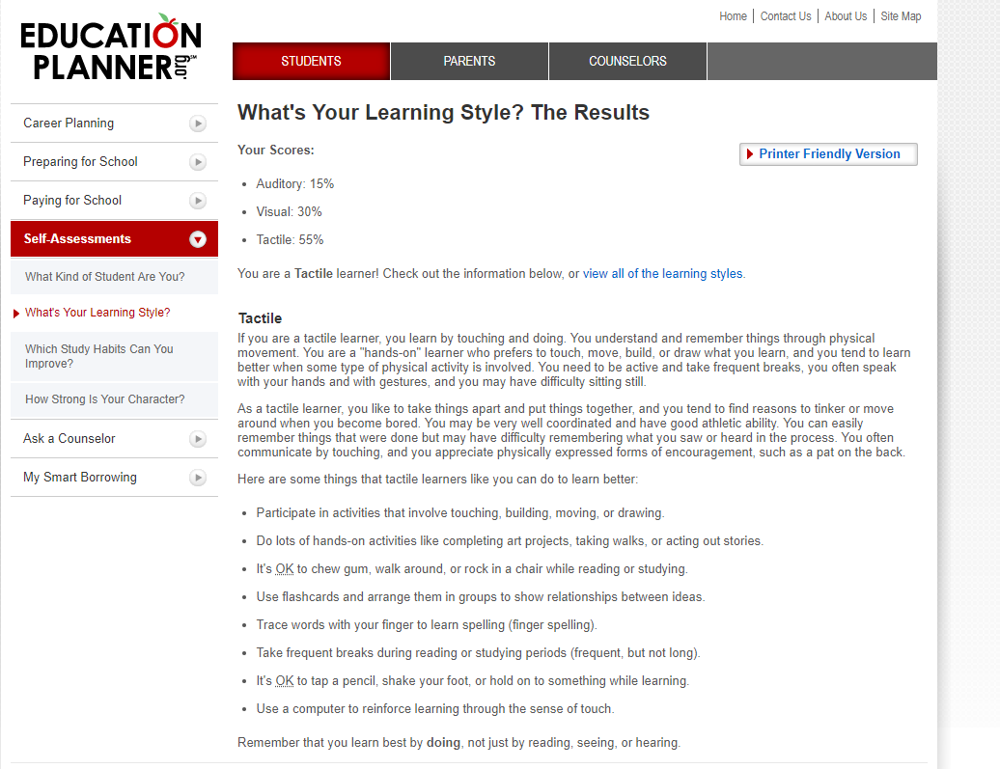 Home | Contact Us | About Us | Site Map
EDUCATION
PLANNER.org℠
STUDENTS PARENTS COUNSELORS
Career Planning
Preparing for School
Paying for School
Self-Assessments
What Kind of Student Are You?
What's Your Learning Style?
Which Study Habits Can You
Improve?
How Strong Is Your Character?
Ask a Counselor
My Smart Borrowing
What's Your Learning Style? The Results
Your Scores:
Printer Friendly Version
• Auditory: 15%
• Visual: 30%
• Tactile: 55%
You are a Tactile learner! Check out the information below, or view all of the learning styles.
Tactile
If you are a tactile learner, you learn by touching and doing. You understand and remember things through physical
movement. You are a "hands-on" learner who prefers to touch, move, build, or draw what you learn, and you tend to learn
better when some type of physical activity is involved. You need to be active and take frequent breaks, you often speak
with your hands and with gestures, and you may have difficulty sitting still.
As a tactile learner, you like to take things apart and put things together, and you tend to find reasons to tinker or move
around when you become bored. You may be very well coordinated and have good athletic ability. You can easily
remember things that were done but may have difficulty remembering what you saw or heard in the process. You often
communicate by touching, and you appreciate physically expressed forms of encouragement, such as a pat on the back.
Here are some things that tactile learners like you can do to learn better:
• Participate in activities that involve touching, building, moving, or drawing.
• Do lots of hands-on activities like completing art projects, taking walks, or acting out stories.
• It's OK to chew gum, walk around, or rock in a chair while reading or studying.
• Use flashcards and arrange them in groups to show relationships between ideas.
• Trace words with your finger to learn spelling (finger spelling).
• Take frequent breaks during reading or studying periods (frequent, but not long).
• It's OK to tap a pencil, shake your foot, or hold on to something while learning.
• Use a computer to reinforce learning through the sense of touch.
Remember that you learn best by doing, not just by reading, seeing, or hearing.